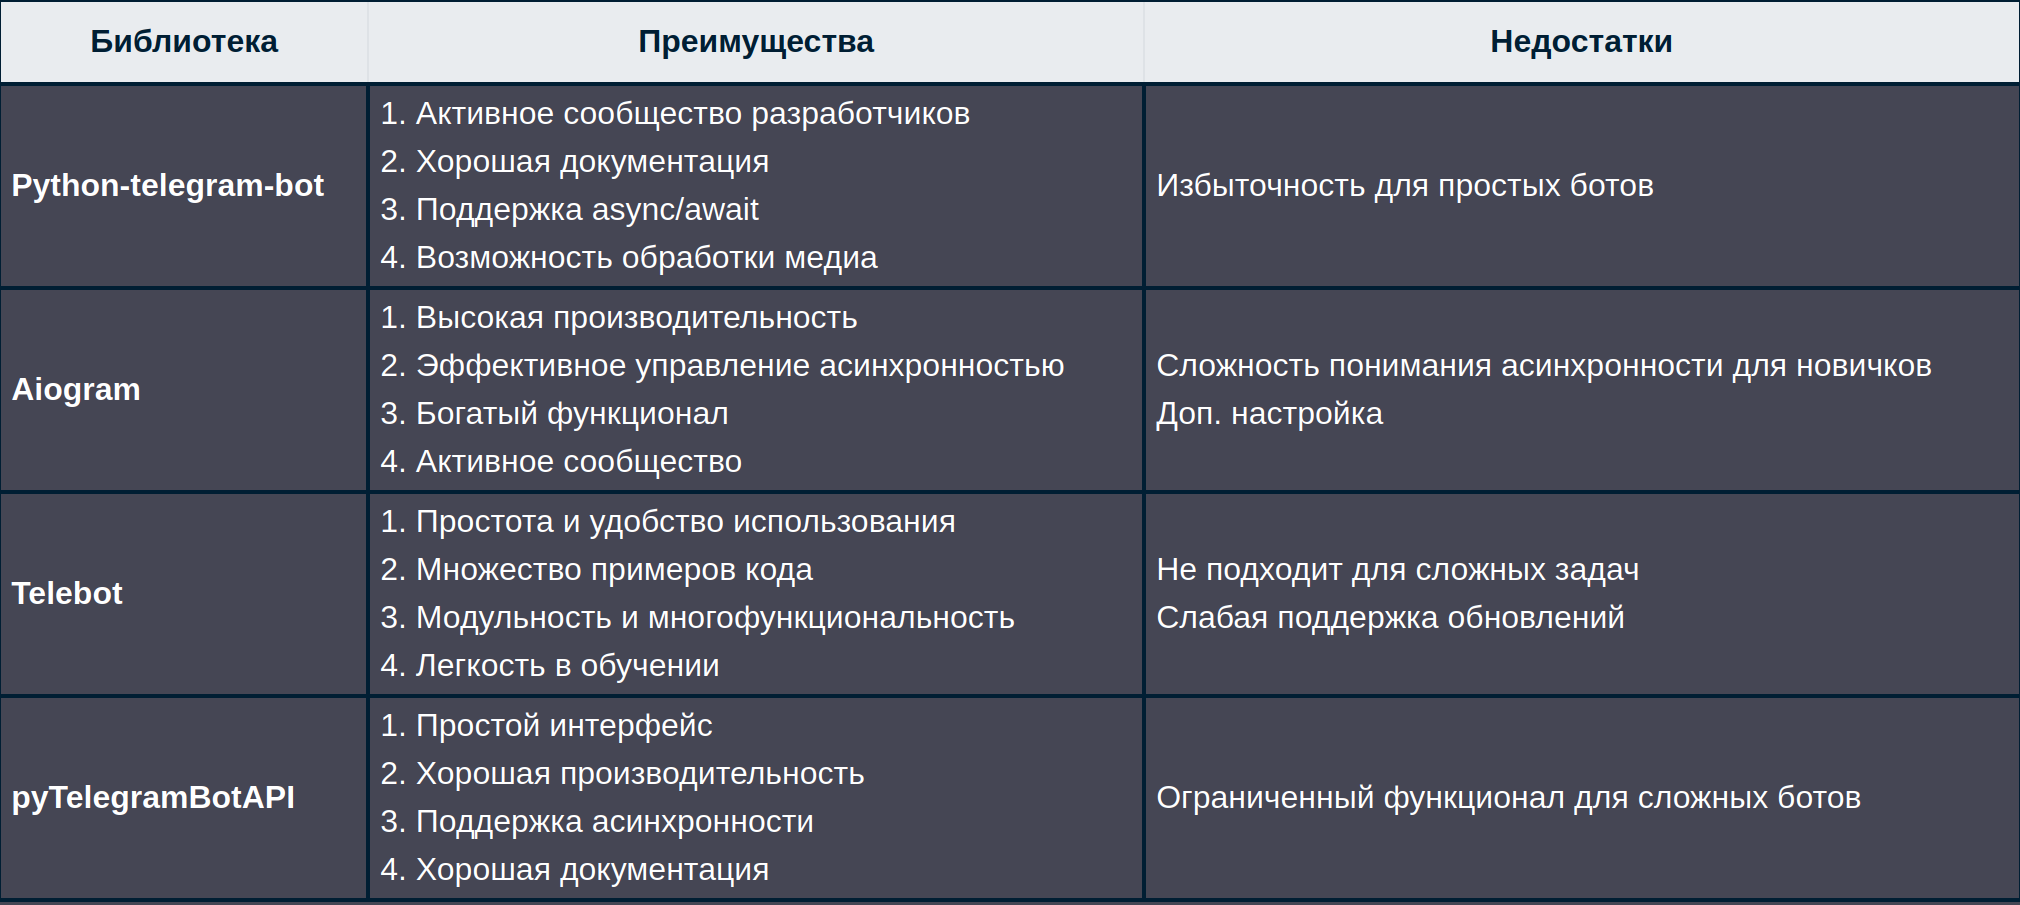 Библиотека
Преимущества
Недостатки
Python-telegram-bot
1. Активное сообщество разработчиков
2. Хорошая документация
3. Поддержка async/await
4. Возможность обработки медиа
Избыточность для простых ботов
Aiogram
1. Высокая производительность
2. Эффективное управление асинхронностью
3. Богатый функционал
4. Активное сообщество
Сложность понимания асинхронности для новичков
Доп. настройка
Telebot
1. Простота и удобство использования
2. Множество примеров кода
3. Модульность и многофункциональность
4. Легкость в обучении
Не подходит для сложных задач
Слабая поддержка обновлений
pyTelegramBotAPI
1. Простой интерфейс
2. Хорошая производительность
3. Поддержка асинхронности
4. Хорошая документация
Ограниченный функционал для сложных ботов